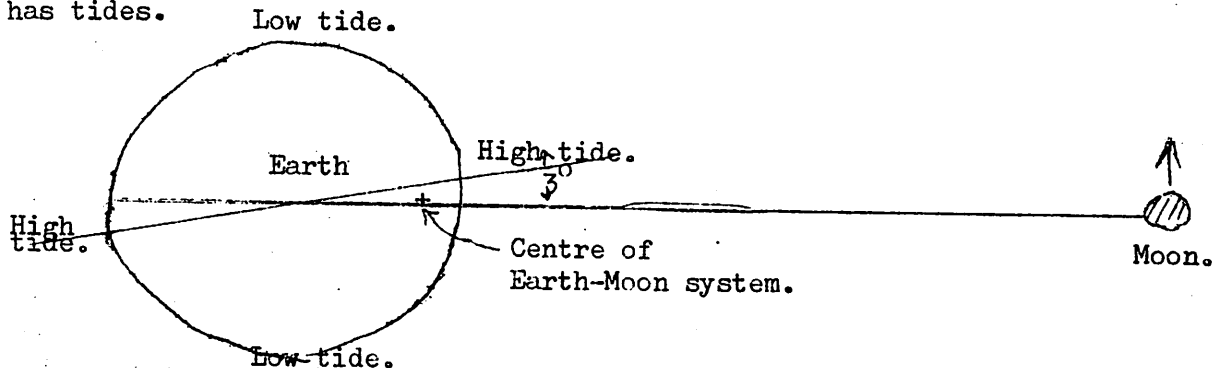 has tides.
Low tide.
Earth
High tide.
3°
High
tide.
Centre of
Earth-Moon system.
Moon.
Low tide.